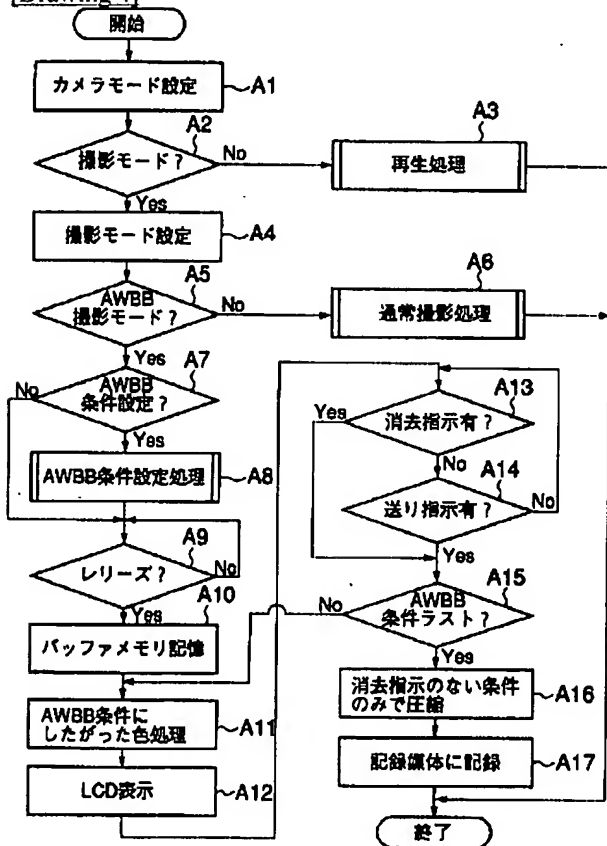 開始
カメラモード設定
A1
A2
撮影モード?
No
Yes
A3
再生処理
撮影モード設定
A4
A5
AWBB
撮影モード?
No
Yes
A6
通常撮影処理
A7
AWBB
条件設定?
No
Yes
AWBB条件設定処理
A8
A9
レリーズ?
No
Yes
A10
バッファメモリ記憶
AWBB条件に
したがった色処理
A11
LCD表示
A12
A13
消去指示有?
Yes
No
A14
送り指示有?
No
Yes
A15
AWBB
条件ラスト?
No
Yes
消去指示のない条件
のみで圧縮
A16
記録媒体に記録
A17
終了